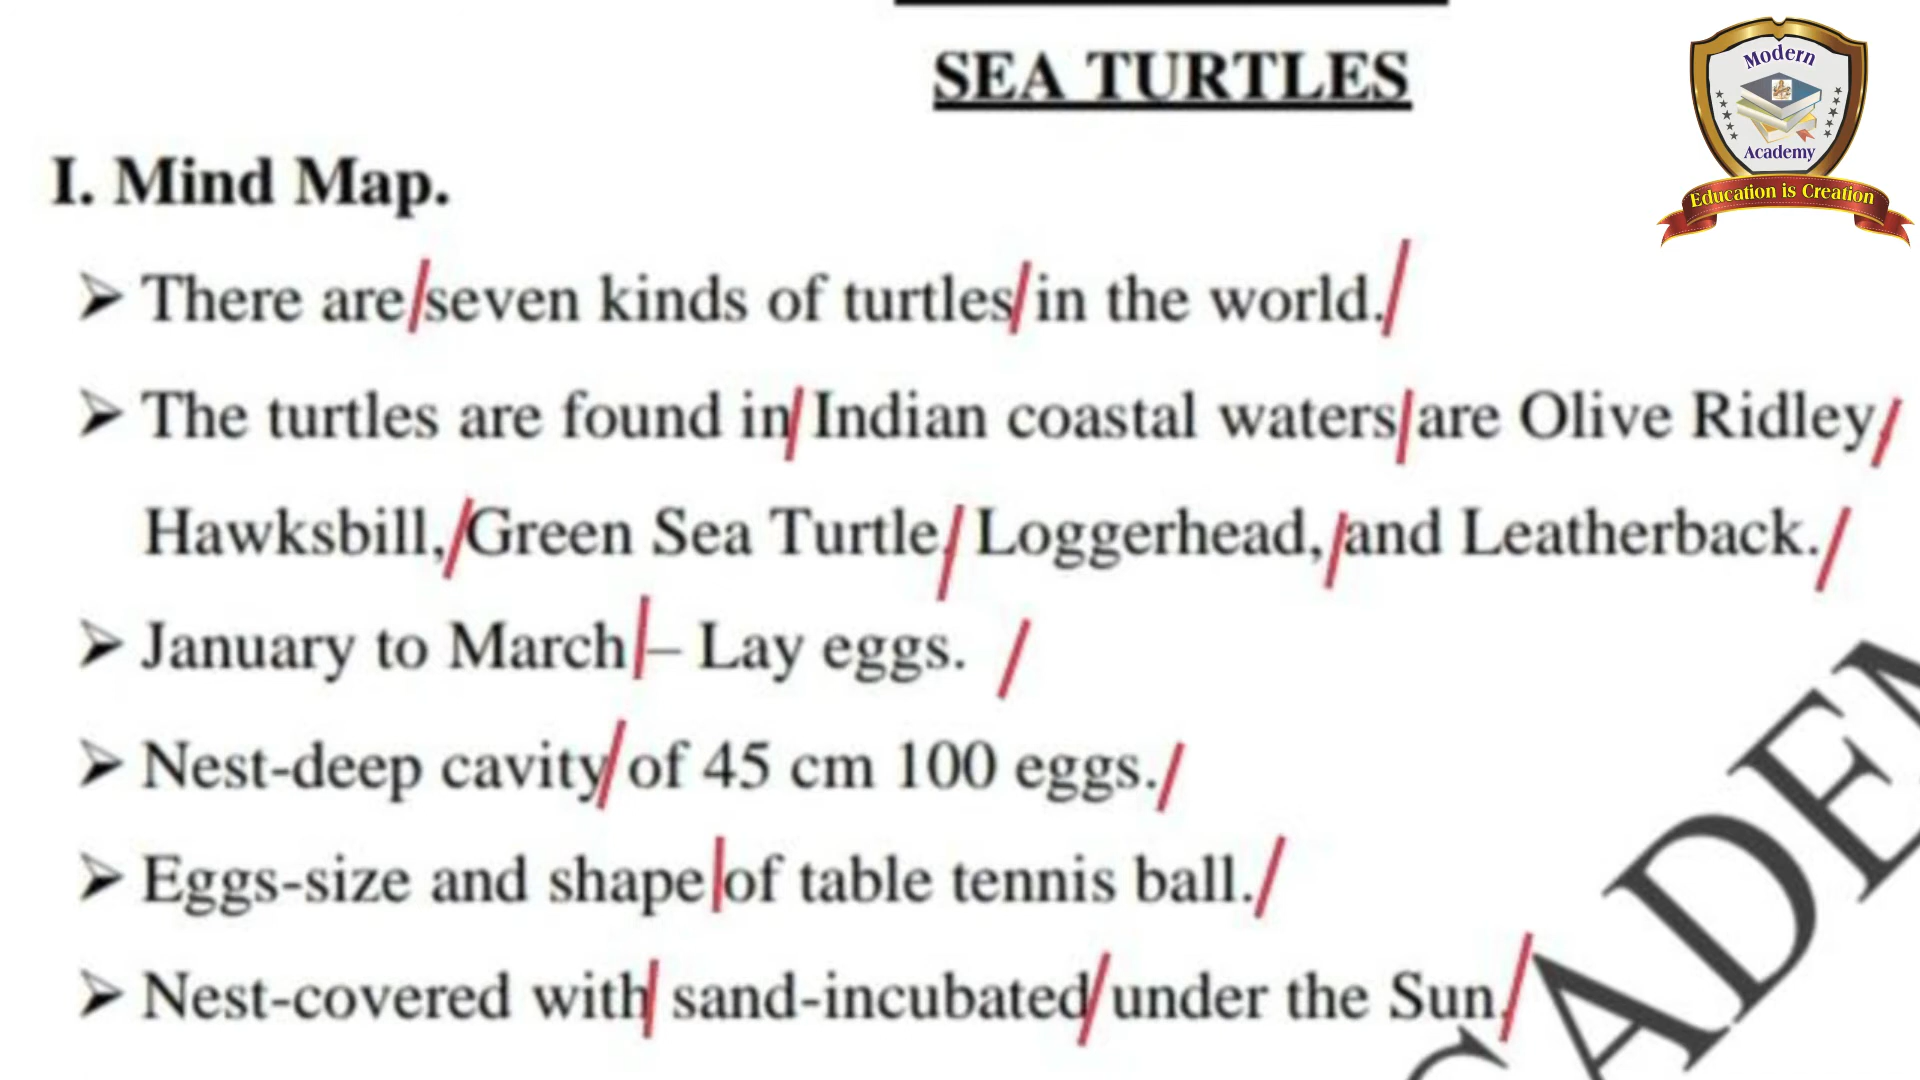 SEA TURTLES
Modern
Academy
Education is Creation
I. Mind Map.
➤ There are/seven kinds of turtles/in the world./
➤ The turtles are found in/ Indian coastal waters/are Olive Ridley/
Hawksbill,/Green Sea Turtle/ Loggerhead,/and Leatherback./
➤ January to March/– Lay eggs. /
➤ Nest-deep cavity/of 45 cm 100 eggs./
➤ Eggs-size and shape/of table tennis ball./
➤ Nest-covered with/ sand-incubated/under the Sun./